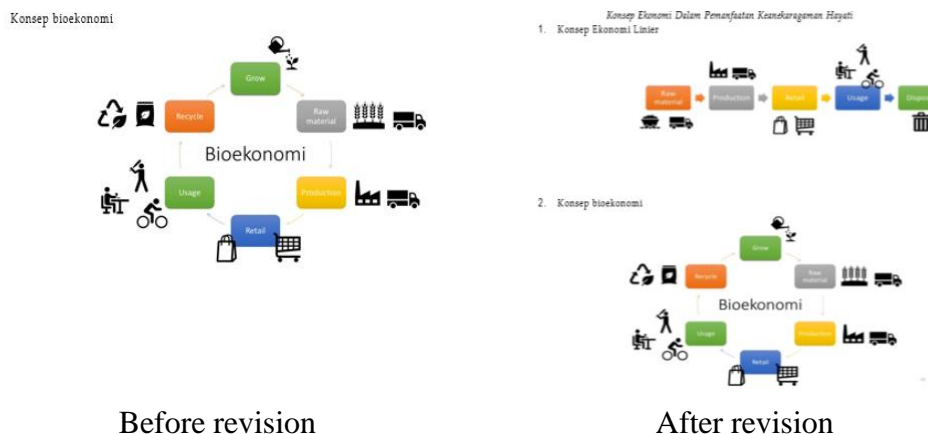 Konsep bioekonomi
Grow
Raw
material
Production
Retail
Usage
Recycle
Bioekonomi
Before revision
Konsep Ekonomi Dalam Pemanfaatan Keanekaragaman Hayati
1. Konsep Ekonomi Linier
Raw
material
Production
Retail
Usage
Dispos
2. Konsep bioekonomi
Grow
Raw
material
Production
Retail
Usage
Recycle
Bioekonomi
After revision